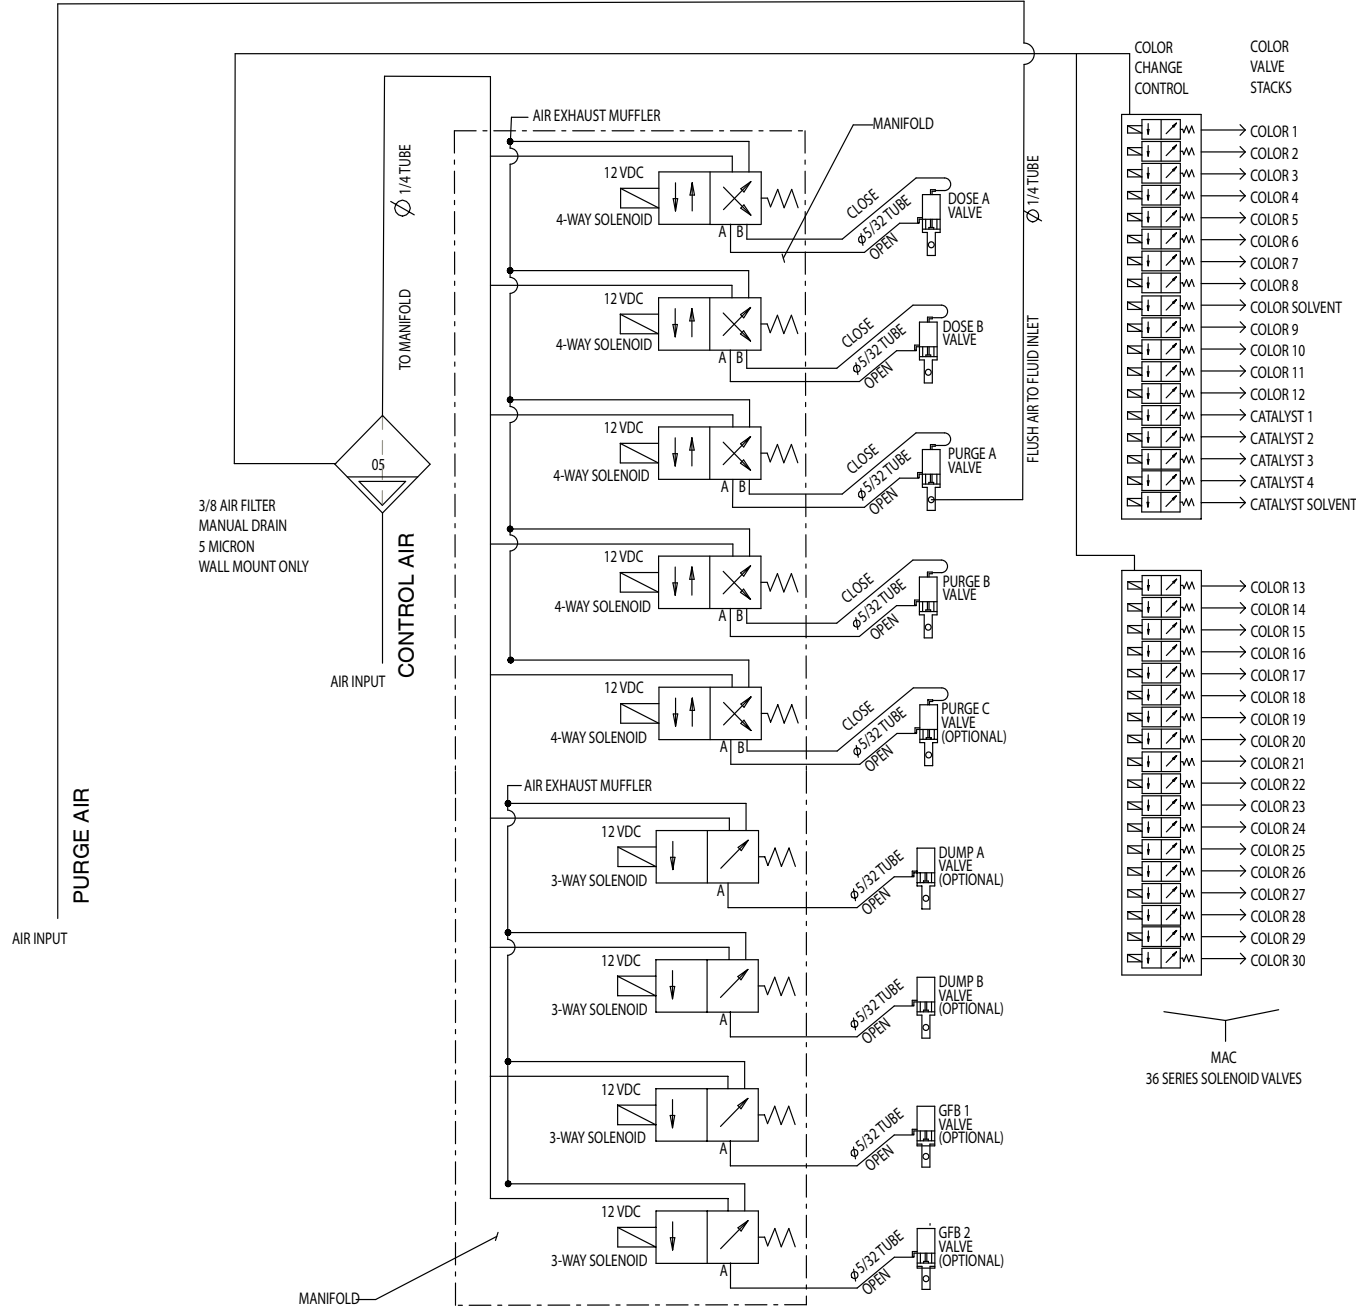 COLOR
CHANGE
CONTROL
COLOR
VALVE
STACKS
AIR EXHAUST MUFFLER
MANIFOLD
Ø 1/4 TUBE
TO MANIFOLD
12 VDC
4-WAY SOLENOID
A B
CLOSE
ϕ5/32 TUBE
OPEN
DOSE A
VALVE
12 VDC
4-WAY SOLENOID
A B
CLOSE
ϕ5/32 TUBE
OPEN
DOSE B
VALVE
12 VDC
4-WAY SOLENOID
A B
CLOSE
ϕ5/32 TUBE
OPEN
PURGE A
VALVE
Ø 1/4 TUBE
FLUSH AIR TO FLUID INLET
05
3/8 AIR FILTER
MANUAL DRAIN
5 MICRON
WALL MOUNT ONLY
CONTROL AIR
AIR INPUT
12 VDC
4-WAY SOLENOID
A B
CLOSE
ϕ5/32 TUBE
OPEN
PURGE B
VALVE
12 VDC
4-WAY SOLENOID
A B
CLOSE
ϕ5/32 TUBE
OPEN
PURGE C
VALVE
(OPTIONAL)
PURGE AIR
AIR INPUT
AIR EXHAUST MUFFLER
12 VDC
3-WAY SOLENOID
A
ϕ5/32 TUBE
OPEN
DUMP A
VALVE
(OPTIONAL)
12 VDC
3-WAY SOLENOID
A
ϕ5/32 TUBE
OPEN
DUMP B
VALVE
(OPTIONAL)
12 VDC
3-WAY SOLENOID
A
ϕ5/32 TUBE
OPEN
GFB 1
VALVE
(OPTIONAL)
12 VDC
3-WAY SOLENOID
A
ϕ5/32 TUBE
OPEN
GFB 2
VALVE
(OPTIONAL)
MANIFOLD
COLOR 1
COLOR 2
COLOR 3
COLOR 4
COLOR 5
COLOR 6
COLOR 7
COLOR 8
COLOR SOLVENT
COLOR 9
COLOR 10
COLOR 11
COLOR 12
CATALYST 1
CATALYST 2
CATALYST 3
CATALYST 4
CATALYST SOLVENT
COLOR 13
COLOR 14
COLOR 15
COLOR 16
COLOR 17
COLOR 18
COLOR 19
COLOR 20
COLOR 21
COLOR 22
COLOR 23
COLOR 24
COLOR 25
COLOR 26
COLOR 27
COLOR 28
COLOR 29
COLOR 30
MAC
36 SERIES SOLENOID VALVES